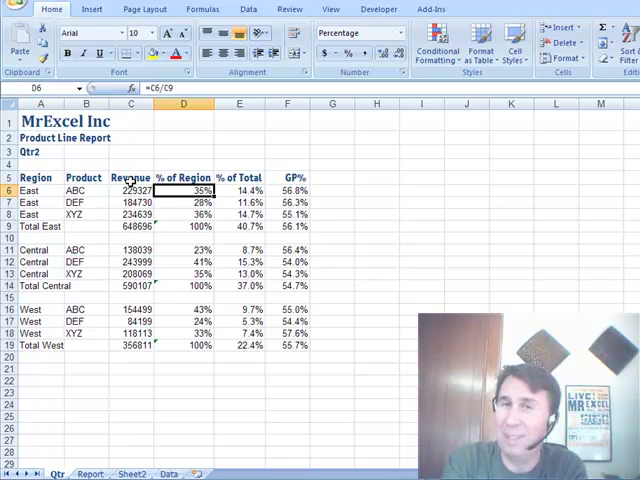 Home Insert Page Layout Formulas Data Review View Developer Add-Ins
Paste
Arial 10
B I U
Percentage
$ % ,
Conditional Formatting
Format as Table
Cell Styles
Insert
Delete
Format
Clipboard Font Alignment Number Styles Cells
D6 fx =C6/C9
A B C D E F G H I J K L M
1 MrExcel Inc
2 Product Line Report
3 Qtr2
4
5 Region Product Revenue % of Region % of Total GP%
6 East ABC 229327 35% 14.4% 56.8%
7 East DEF 184730 28% 11.6% 56.3%
8 East XYZ 234639 36% 14.7% 55.1%
9 Total East 648696 100% 40.7% 56.1%
10
11 Central ABC 138039 23% 8.7% 56.4%
12 Central DEF 243999 41% 15.3% 54.0%
13 Central XYZ 208069 35% 13.0% 54.3%
14 Total Central 590107 100% 37.0% 54.7%
15
16 West ABC 154499 43% 9.7% 55.0%
17 West DEF 84199 24% 5.3% 54.4%
18 West XYZ 118113 33% 7.4% 57.6%
19 Total West 356811 100% 22.4% 55.7%
20
21
22
23
24
25
26
27
28
29
LIVE!
MR EXCEL
Qtr Report Sheet2 Data